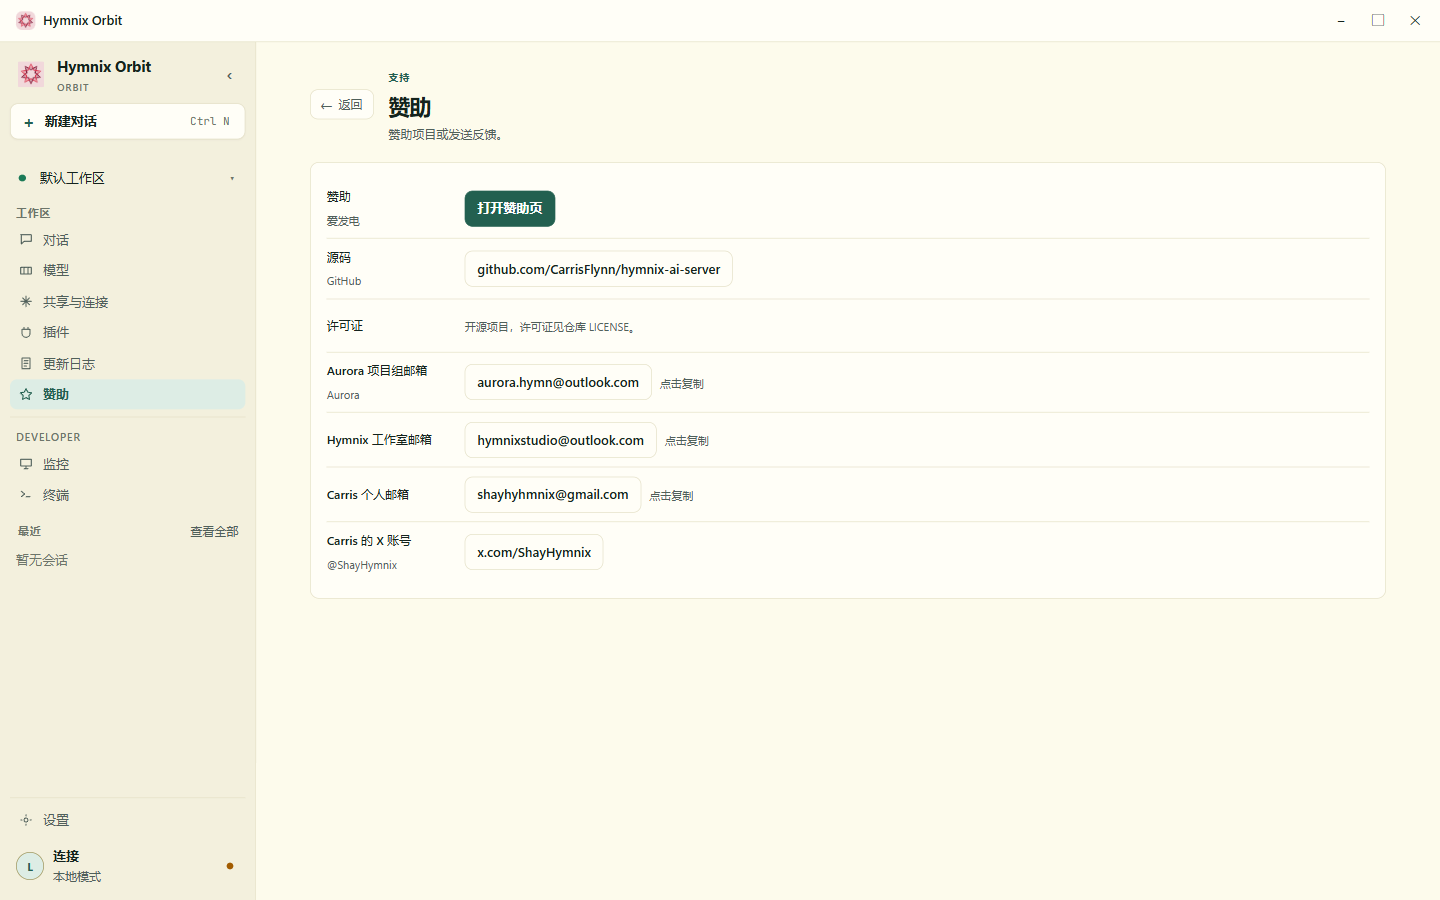 Hymnix Orbit
Hymnix Orbit
ORBIT
+ 新建对话 Ctrl N
默认工作区
工作区
对话
模型
共享与连接
插件
更新日志
赞助
DEVELOPER
监控
终端
最近 查看全部
暂无会话
设置
L
连接
本地模式
← 返回
支持
赞助
赞助项目或发送反馈。
赞助
爱发电
打开赞助页
源码
GitHub
github.com/CarrisFlynn/hymnix-ai-server
许可证
开源项目，许可证见仓库 LICENSE。
Aurora 项目组邮箱
Aurora
aurora.hymn@outlook.com 点击复制
Hymnix 工作室邮箱
hymnixstudio@outlook.com 点击复制
Carris 个人邮箱
shayhyhmnix@gmail.com 点击复制
Carris 的 X 账号
@ShayHymnix
x.com/ShayHymnix